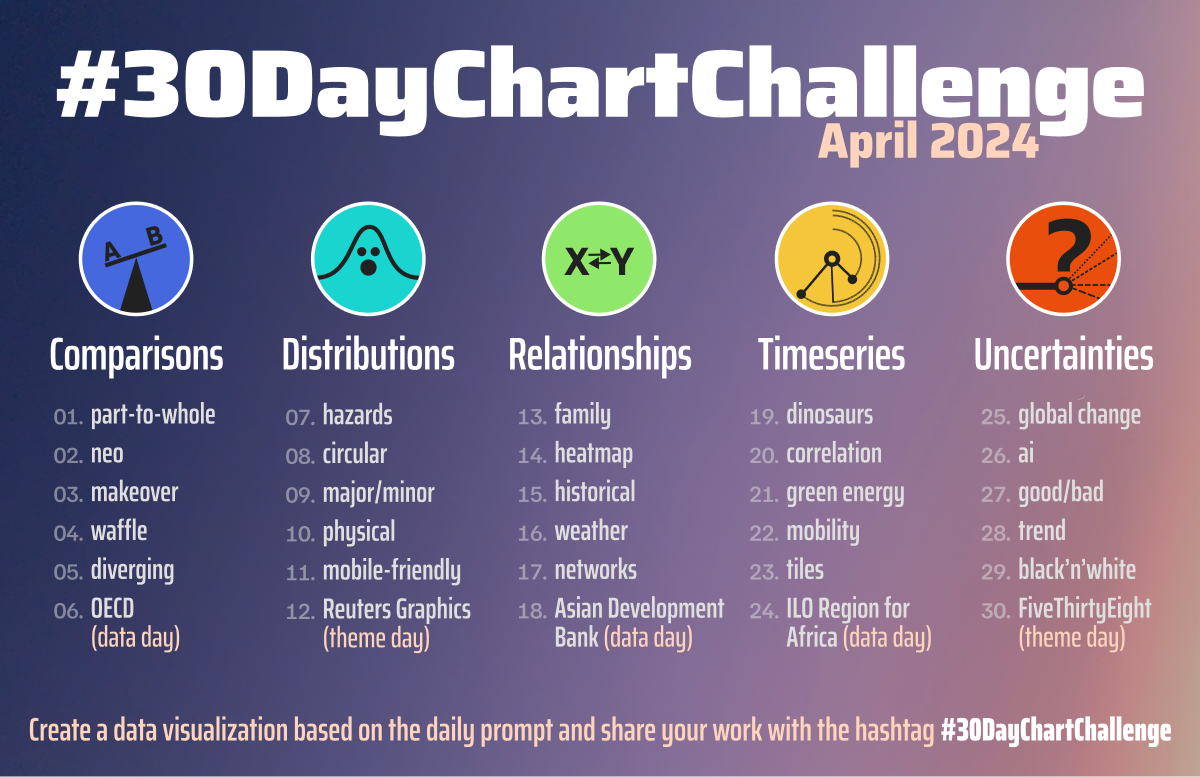 #30DayChartChallenge
April 2024
A B
X⇄Y
?
Comparisons
01. part-to-whole
02. neo
03. makeover
04. waffle
05. diverging
06. OECD
(data day)
Distributions
07. hazards
08. circular
09. major/minor
10. physical
11. mobile-friendly
12. Reuters Graphics
(theme day)
Relationships
13. family
14. heatmap
15. historical
16. weather
17. networks
18. Asian Development
Bank (data day)
Timeseries
19. dinosaurs
20. correlation
21. green energy
22. mobility
23. tiles
24. ILO Region for
Africa (data day)
Uncertainties
25. global change
26. ai
27. good/bad
28. trend
29. black’n’white
30. FiveThirtyEight
(theme day)
Create a data visualization based on the daily prompt and share your work with the hashtag #30DayChartChallenge